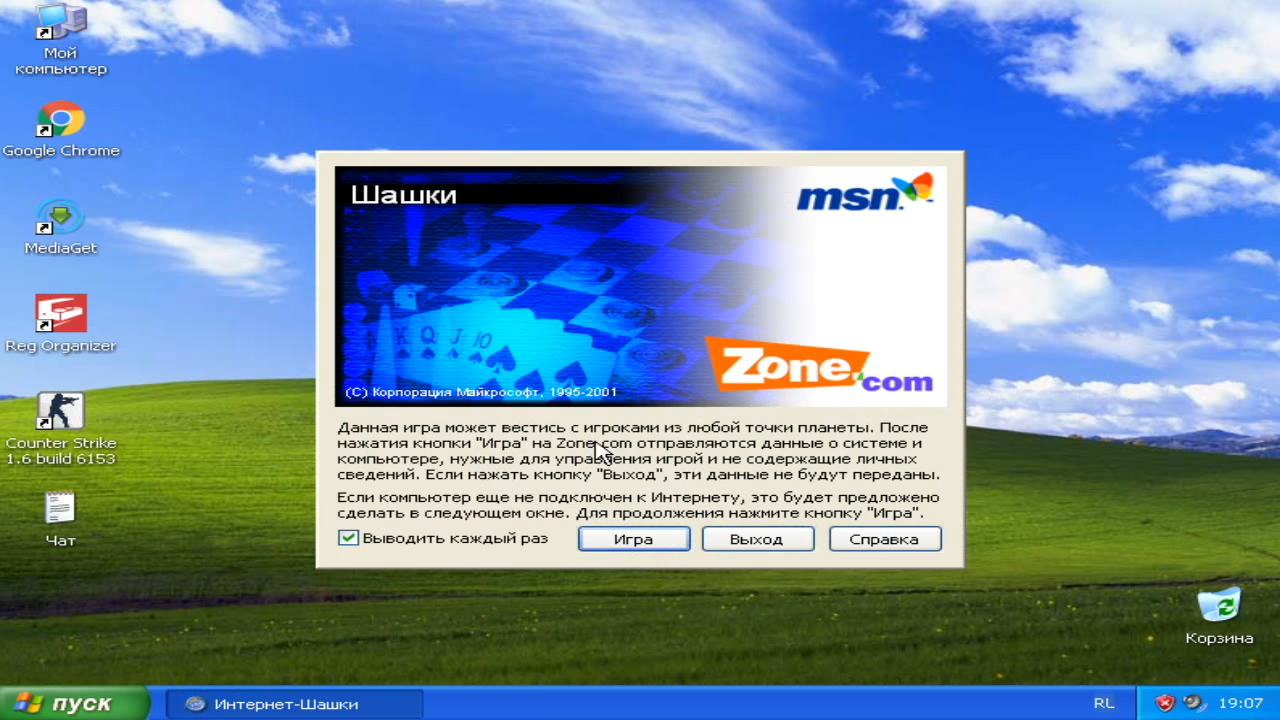 Мой
компьютер
Google Chrome
MediaGet
Reg Organizer
Counter Strike
1.6 build 6153
Чат
Шашки
msn.
K Q J 10
Zone.com
(C) Корпорация Майкрософт, 1995-2001
Данная игра может вестись с игроками из любой точки планеты. После
нажатия кнопки "Игра" на Zone.com отправляются данные о системе и
компьютере, нужные для управления игрой и не содержащие личных
сведений. Если нажать кнопку "Выход", эти данные не будут переданы.
Если компьютер еще не подключен к Интернету, это будет предложено
сделать в следующем окне. Для продолжения нажмите кнопку "Игра".
Выводить каждый раз
Игра
Выход
Справка
Корзина
пуск
Интернет-Шашки
RL
19:07